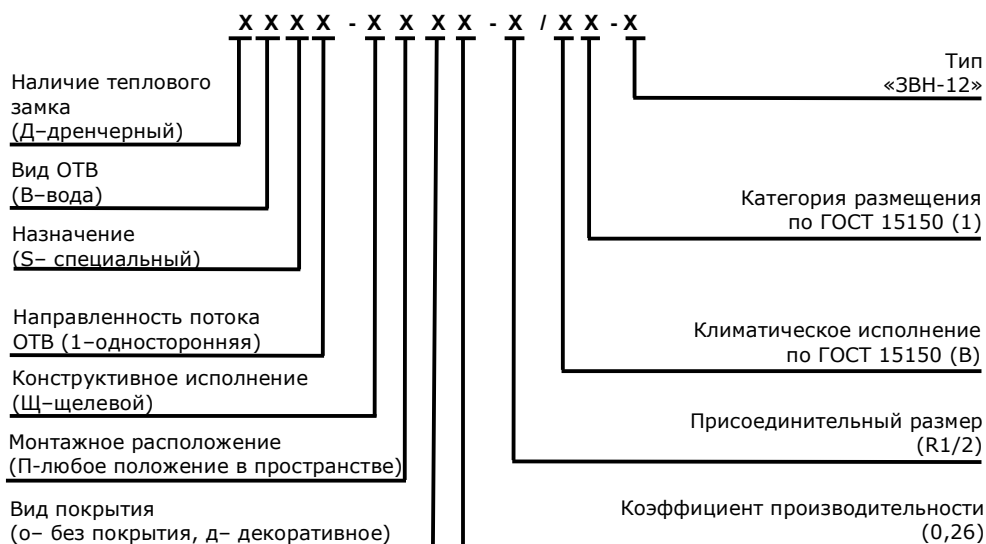 X X X X - X X X X - X / X X - X
Наличие теплового
замка
(Д–дренчерный)
Вид ОТВ
(В–вода)
Назначение
(S– специальный)
Направленность потока
ОТВ (1–односторонняя)
Конструктивное исполнение
(Щ–щелевой)
Монтажное расположение
(П-любое положение в пространстве)
Вид покрытия
(о– без покрытия, д– декоративное)
Тип
«ЗВН-12»
Категория размещения
по ГОСТ 15150 (1)
Климатическое исполнение
по ГОСТ 15150 (В)
Присоединительный размер
(R1/2)
Коэффициент производительности
(0,26)